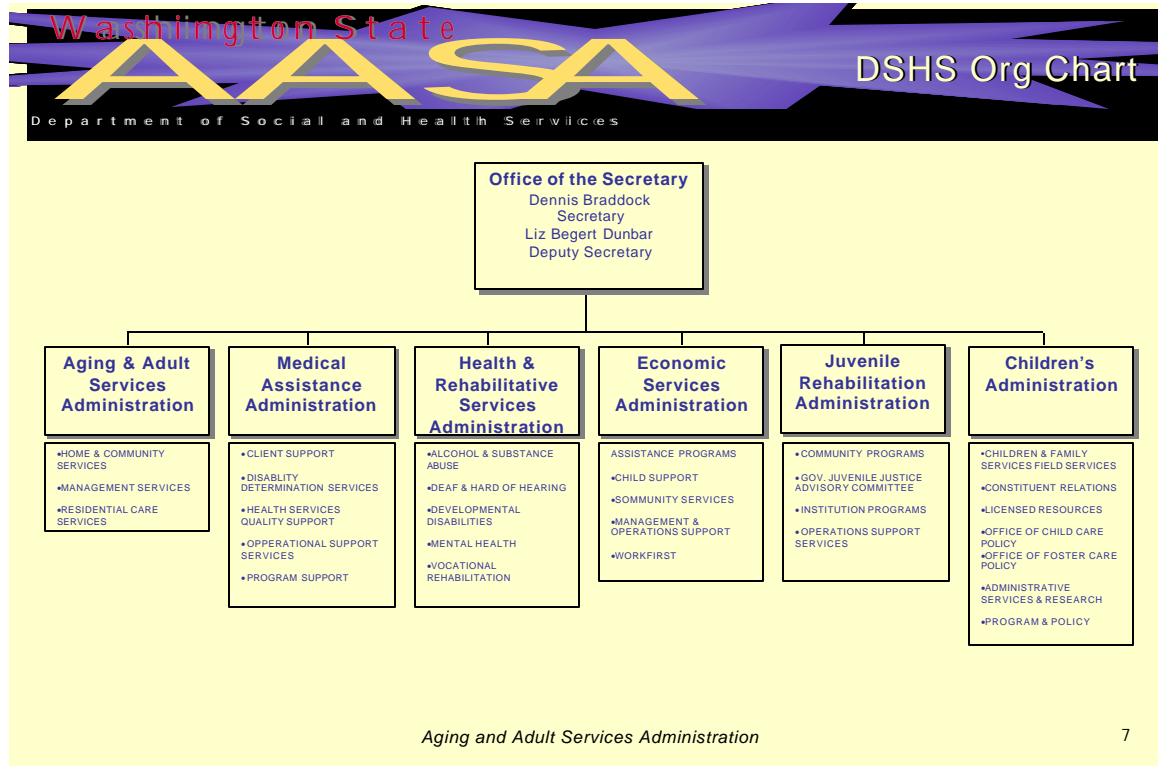 Washington State
AASA
DSHS Org Chart
Department of Social and Health Services
Office of the Secretary
Dennis Braddock
Secretary
Liz Begert Dunbar
Deputy Secretary
Aging & Adult
Services
Administration
•HOME & COMMUNITY
SERVICES
•MANAGEMENT SERVICES
•RESIDENTIAL CARE
SERVICES
Medical
Assistance
Administration
•CLIENT SUPPORT
•DISABLITY
DETERMINATION SERVICES
•HEALTH SERVICES
QUALITY SUPPORT
•OPPERATIONAL SUPPORT
SERVICES
•PROGRAM SUPPORT
Health &
Rehabilitative
Services
Administration
•ALCOHOL & SUBSTANCE
ABUSE
•DEAF & HARD OF HEARING
•DEVELOPMENTAL
DISABILITIES
•MENTAL HEALTH
•VOCATIONAL
REHABILITATION
Economic
Services
Administration
ASSISTANCE PROGRAMS
•CHILD SUPPORT
•SOMMUNITY SERVICES
•MANAGEMENT &
OPERATIONS SUPPORT
•WORKFIRST
Juvenile
Rehabilitation
Administration
•COMMUNITY PROGRAMS
•GOV. JUVENILE JUSTICE
ADVISORY COMMITTEE
•INSTITUTION PROGRAMS
•OPERATIONS SUPPORT
SERVICES
Children's
Administration
•CHILDREN & FAMILY
SERVICES FIELD SERVICES
•CONSTITUENT RELATIONS
•LICENSED RESOURCES
•OFFICE OF CHILD CARE
POLICY
•OFFICE OF FOSTER CARE
POLICY
•ADMINISTRATIVE
SERVICES & RESEARCH
•PROGRAM & POLICY
Aging and Adult Services Administration
7